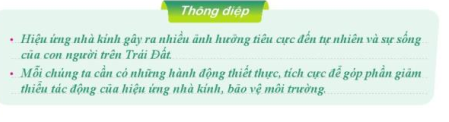 Thông điệp
• Hiệu ứng nhà kính gây ra nhiều ảnh hưởng tiêu cực đến tự nhiên và sự sống
của con người trên Trái Đất.
• Mỗi chúng ta cần có những hành động thiết thực, tích cực để góp phần giảm
thiểu tác động của hiệu ứng nhà kính, bảo vệ môi trường.